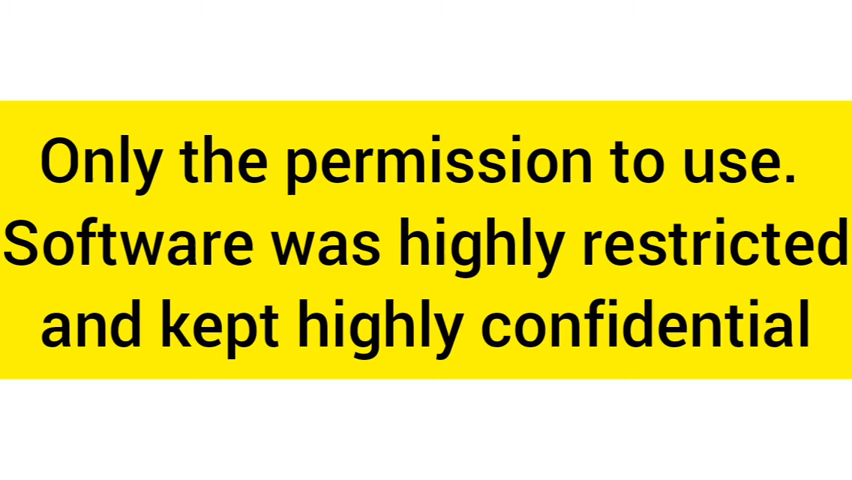 Only the permission to use.
Software was highly restricted
and kept highly confidential